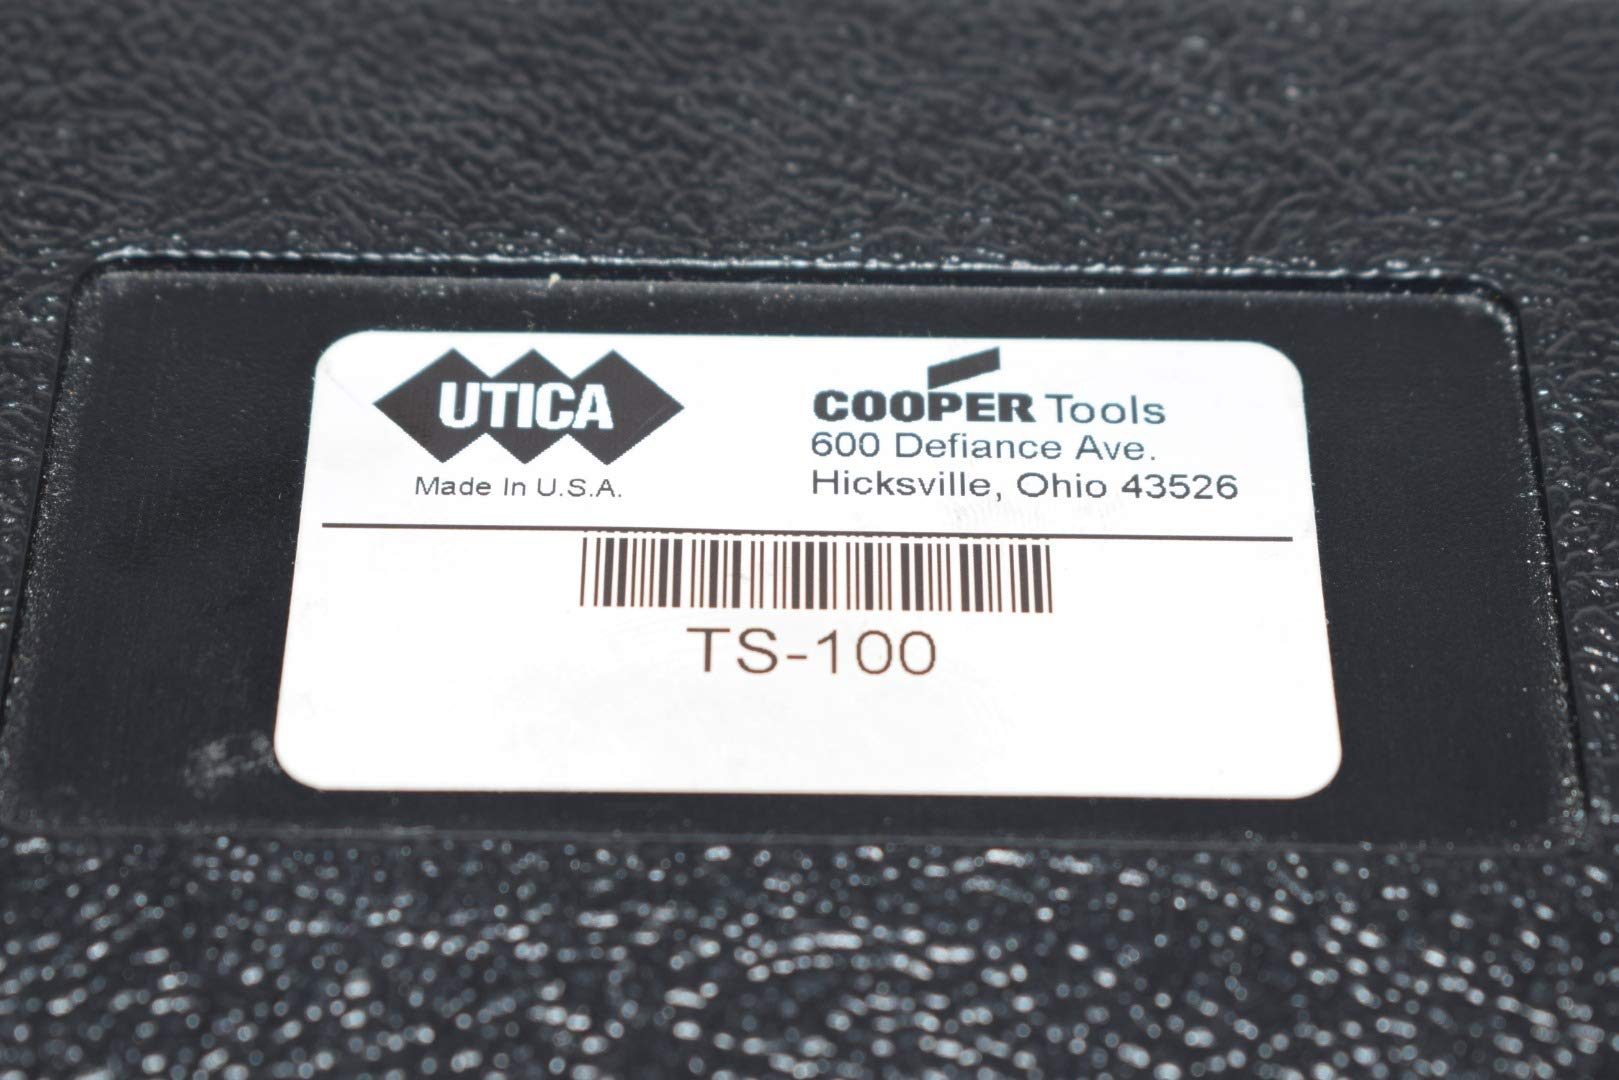 UTICA
Made In U.S.A.
COOPER Tools
600 Defiance Ave.
Hicksville, Ohio 43526
TS-100